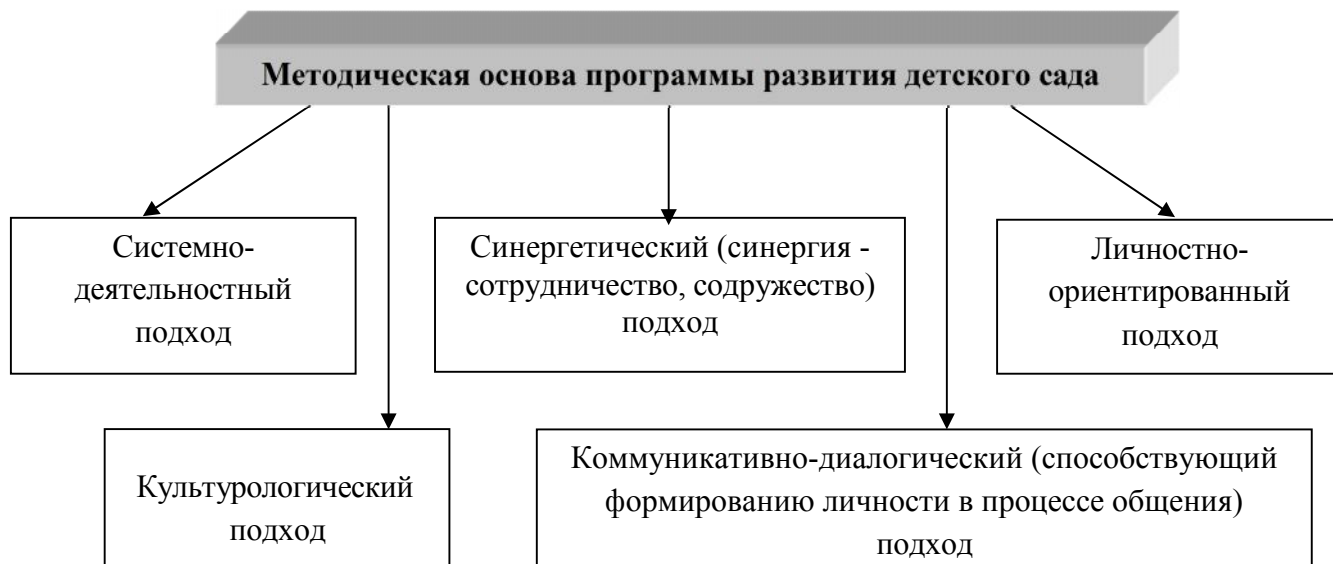 Методическая основа программы развития детского сада
Системно-
деятельностный
подход
Синергетический (синергия -
сотрудничество, содружество)
подход
Личностно-
ориентированный
подход
Культурологический
подход
Коммуникативно-диалогический (способствующий
формированию личности в процессе общения)
подход